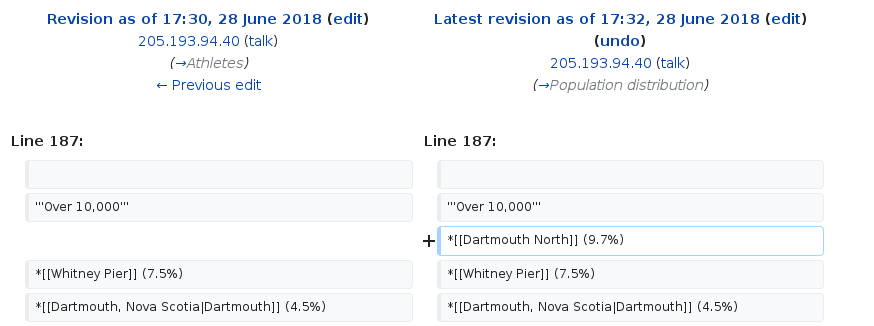 Revision as of 17:30, 28 June 2018 (edit)
205.193.94.40 (talk)
(→Athletes)
← Previous edit
Latest revision as of 17:32, 28 June 2018 (edit)
(undo)
205.193.94.40 (talk)
(→Population distribution)
Line 187:
Line 187:
'''Over 10,000'''
'''Over 10,000'''
+ *[[Dartmouth North]] (9.7%)
*[[Whitney Pier]] (7.5%)
*[[Whitney Pier]] (7.5%)
*[[Dartmouth, Nova Scotia|Dartmouth]] (4.5%)
*[[Dartmouth, Nova Scotia|Dartmouth]] (4.5%)